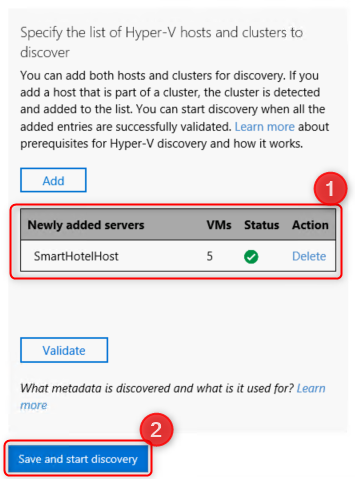 Specify the list of Hyper-V hosts and clusters to
discover
You can add both hosts and clusters for discovery. If you
add a host that is part of a cluster, the cluster is detected
and added to the list. You can start discovery when all the
added entries are successfully validated. Learn more about
prerequisites for Hyper-V discovery and how it works.
Add
1
Newly added servers VMs Status Action
SmartHotelHost 5 Delete
Validate
What metadata is discovered and what is it used for? Learn
more
2
Save and start discovery